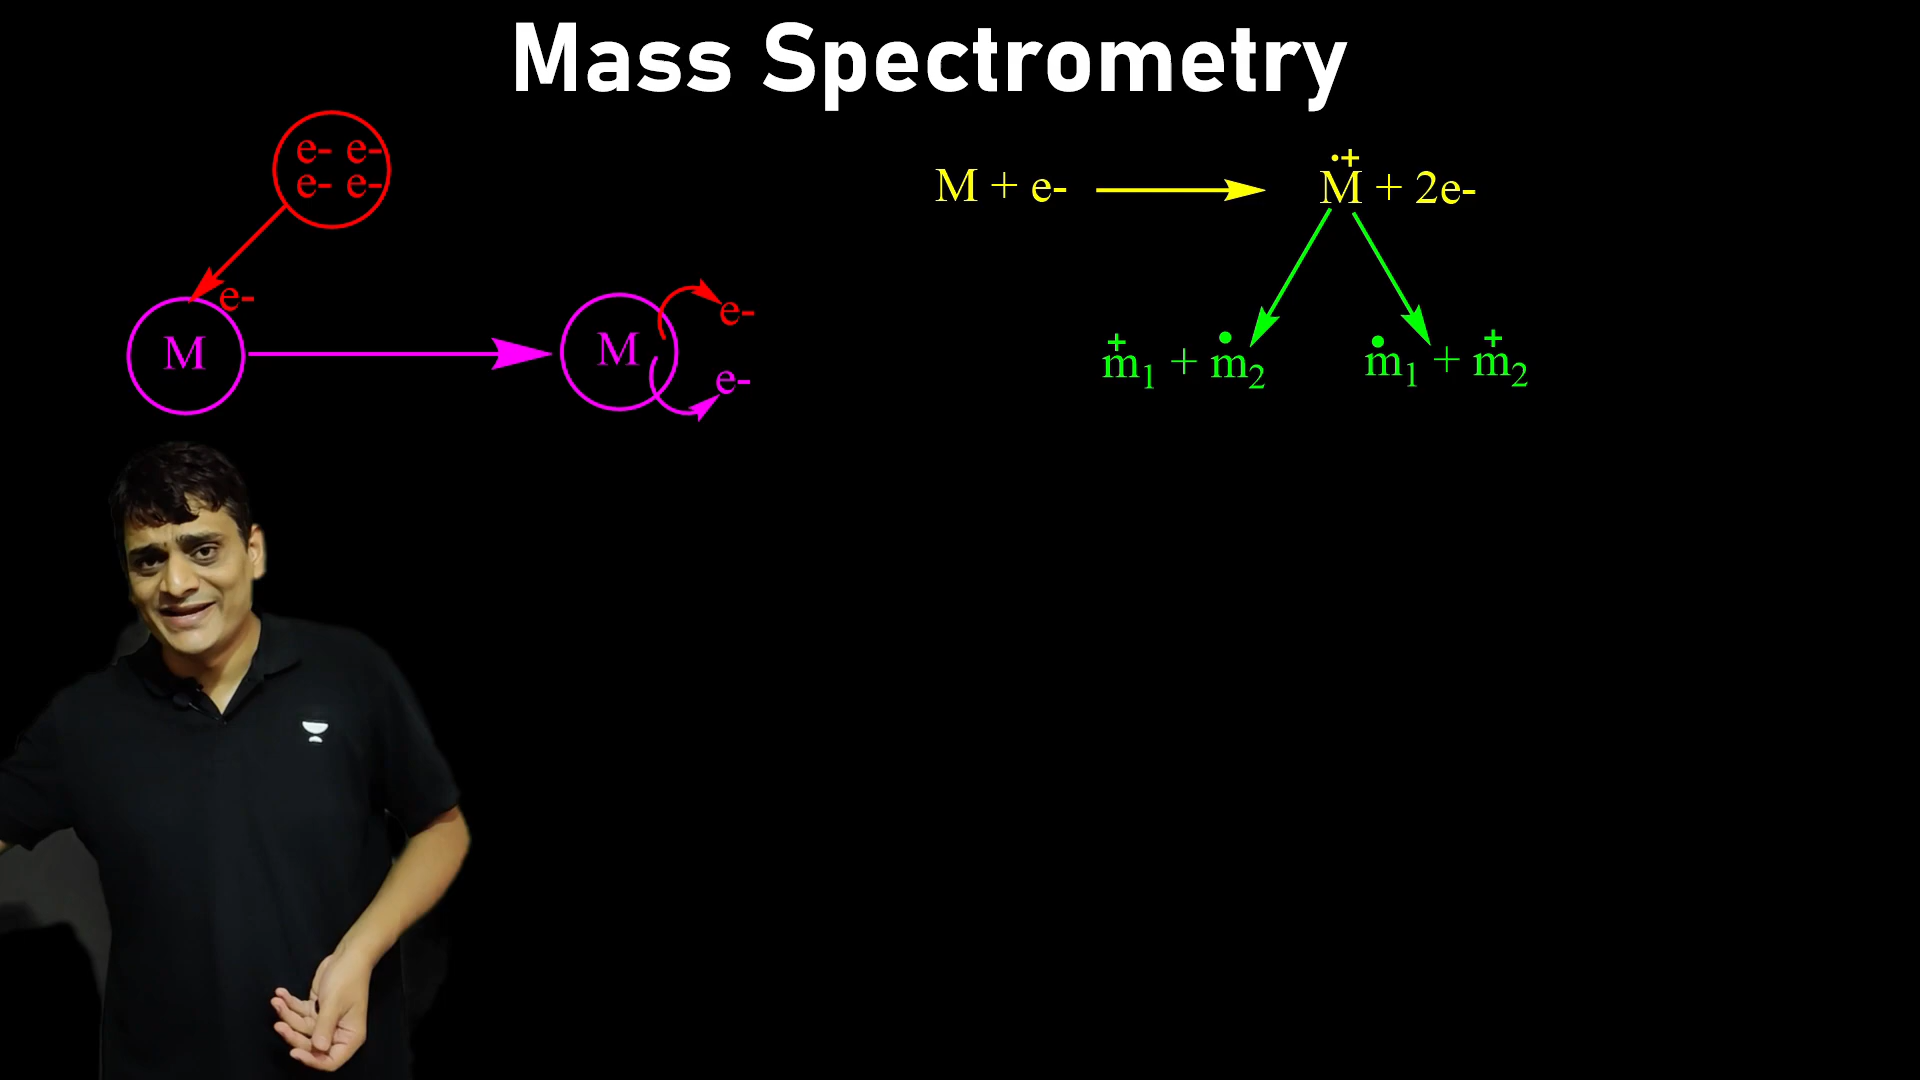 Mass Spectrometry
e- e-
e- e-
e-
M
M
e-
e-
M + e- → M•+ + 2e-
m₁+ + m₂•
m₁• + m₂+